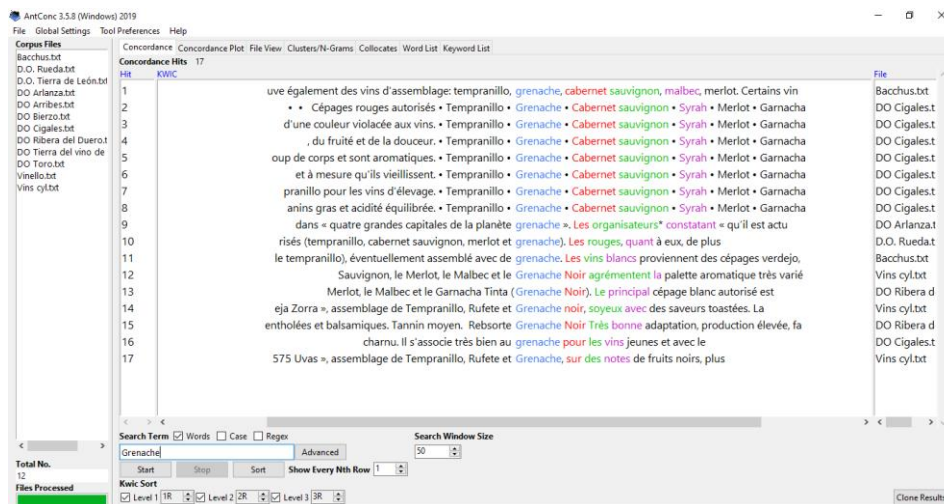 AntConc 3.5.8 (Windows) 2019
File Global Settings Tool Preferences Help
Corpus Files
Bacchus.txt
D.O. Rueda.txt
D.O. Tierra de León.txt
DO Arlanza.txt
DO Arribes.txt
DO Bierzo.txt
DO Cigales.txt
DO Ribera del Duero.t
DO Tierra del vino de
DO Toro.txt
Vinello.txt
Vins cyl.txt
Total No.
12
Files Processed
Concordance Concordance Plot File View Clusters/N-Grams Collocates Word List Keyword List
Concordance Hits 17
Hit KWIC File
1 uve également des vins d'assemblage: tempranillo, grenache, cabernet sauvignon, malbec, merlot. Certains vin Bacchus.txt
2 • • Cépages rouges autorisés • Tempranillo • Grenache • Cabernet sauvignon • Syrah • Merlot • Garnacha DO Cigales.t
3 d'une couleur violacée aux vins. • Tempranillo • Grenache • Cabernet sauvignon • Syrah • Merlot • Garnacha DO Cigales.t
4 , du fruité et de la douceur. • Tempranillo • Grenache • Cabernet sauvignon • Syrah • Merlot • Garnacha DO Cigales.t
5 oup de corps et sont aromatiques. • Tempranillo • Grenache • Cabernet sauvignon • Syrah • Merlot • Garnacha DO Cigales.t
6 et à mesure qu'ils vieillissent. • Tempranillo • Grenache • Cabernet sauvignon • Syrah • Merlot • Garnacha DO Cigales.t
7 pranillo pour les vins d'élevage. • Tempranillo • Grenache • Cabernet sauvignon • Syrah • Merlot • Garnacha DO Cigales.t
8 anins gras et acidité équilibrée. • Tempranillo • Grenache • Cabernet sauvignon • Syrah • Merlot • Garnacha DO Cigales.t
9 dans « quatre grandes capitales de la planète grenache ». Les organisateurs* constatant « qu'il est actu DO Arlanza.t
10 risés (tempranillo, cabernet sauvignon, merlot et grenache). Les rouges, quant à eux, de plus D.O. Rueda.t
11 le tempranillo), éventuellement assemblé avec de grenache. Les vins blancs proviennent des cépages verdejo, Bacchus.txt
12 Sauvignon, le Merlot, le Malbec et le Grenache Noir agrémentent la palette aromatique très varié Vins cyl.txt
13 Merlot, le Malbec et le Garnacha Tinta (Grenache Noir). Le principal cépage blanc autorisé est DO Ribera d
14 eja Zorra », assemblage de Tempranillo, Rufete et Grenache noir, soyeux avec des saveurs toastées. La Vins cyl.txt
15 entholées et balsamiques. Tannin moyen. Rebsorte Grenache Noir Très bonne adaptation, production élevée, fa DO Ribera d
16 charnu. Il s'associe très bien au grenache pour les vins jeunes et avec le DO Cigales.t
17 575 Uvas », assemblage de Tempranillo, Rufete et Grenache, sur des notes de fruits noirs, plus Vins cyl.txt
Search Term Words Case Regex Search Window Size
Grenache Advanced 50
Start Stop Sort Show Every Nth Row 1
Kwic Sort
Level 1 1R Level 2 2R Level 3 3R Clone Results